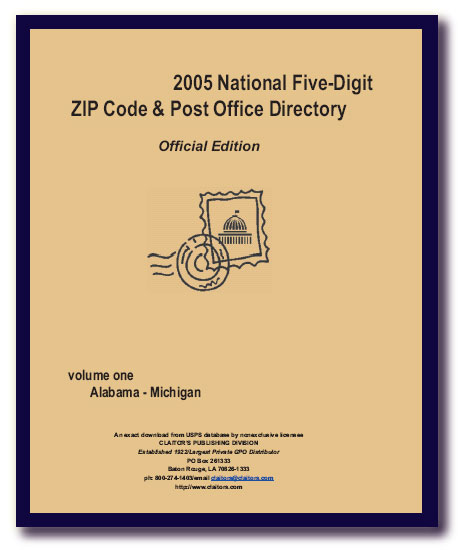 2005 National Five-Digit
ZIP Code & Post Office Directory
Official Edition
volume one
Alabama - Michigan
An exact download from USPS database by nonexclusive licensee
CLAITOR'S PUBLISHING DIVISION
Established 1922/Largest Private GPO Distributor
PO Box 261333
Baton Rouge, LA 70826-1333
ph: 800-274-1403/email claitors@claitors.com
http://www.claitors.com